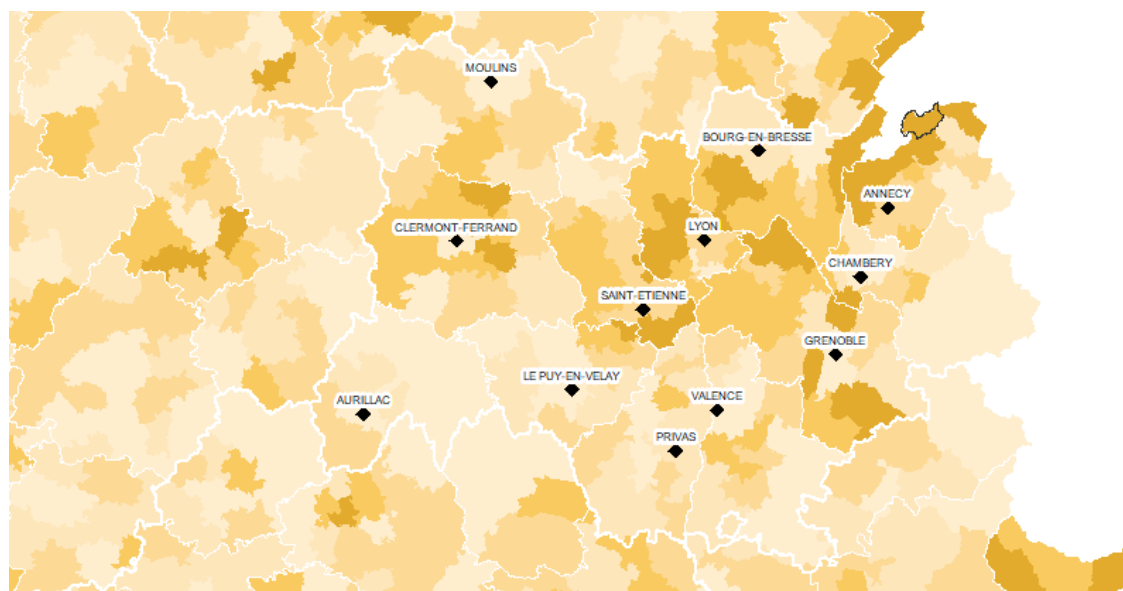 MOULINS
BOURG-EN-BRESSE
ANNECY
CLERMONT-FERRAND
LYON
CHAMBERY
SAINT-ETIENNE
GRENOBLE
LE PUY-EN-VELAY
AURILLAC
VALENCE
PRIVAS